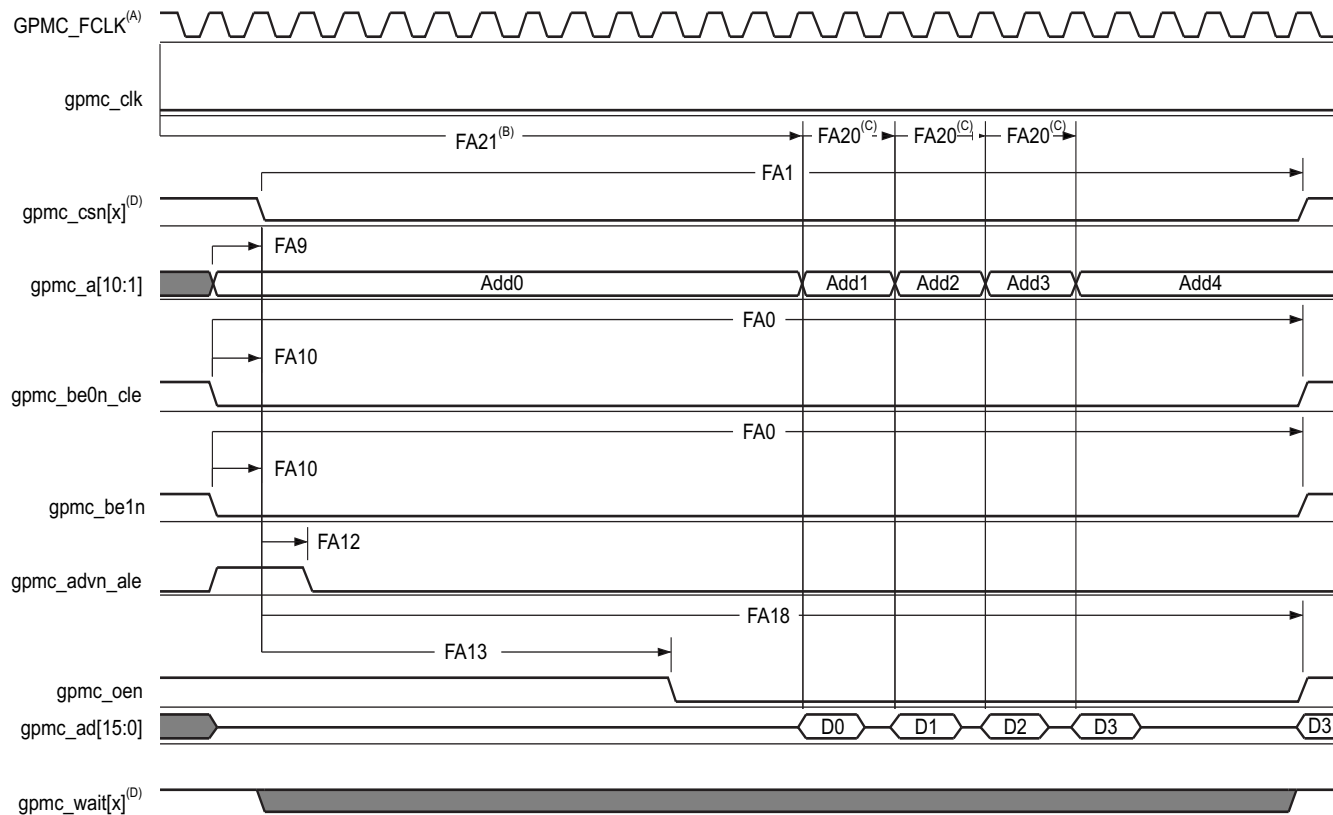 GPMC_FCLK(A)
gpmc_clk
FA21(B) FA20(C) FA20(C) FA20(C)
FA1
gpmc_csn[x](D)
FA9
gpmc_a[10:1] Add0 Add1 Add2 Add3 Add4
FA0
FA10
gpmc_be0n_cle
FA0
FA10
gpmc_be1n
FA12
gpmc_advn_ale
FA18
FA13
gpmc_oen
gpmc_ad[15:0] D0 D1 D2 D3 D3
gpmc_wait[x](D)